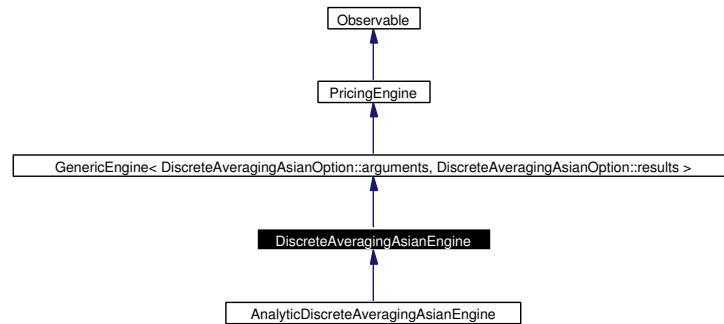 Observable
PricingEngine
GenericEngine< DiscreteAveragingAsianOption::arguments, DiscreteAveragingAsianOption::results >
DiscreteAveragingAsianEngine
AnalyticDiscreteAveragingAsianEngine